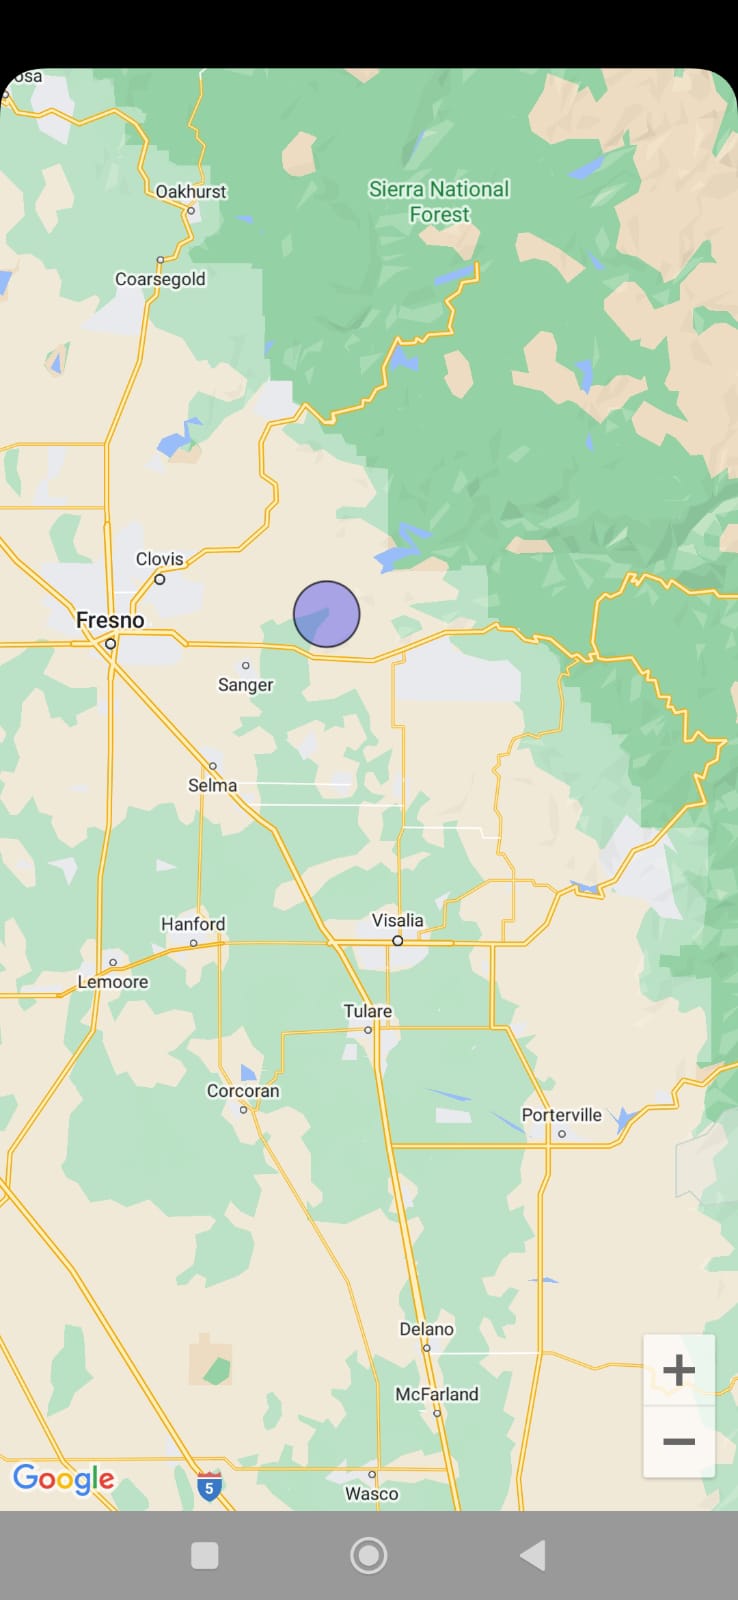 osa
Oakhurst
Sierra National
Forest
Coarsegold
Clovis
Fresno
Sanger
Selma
Visalia
Hanford
Lemoore
Tulare
Corcoran
Porterville
Delano
McFarland
+
−
Google
5
Wasco